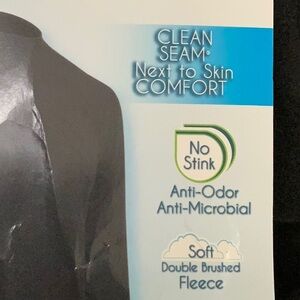 CLEAN
SEAM®
Next to Skin
COMFORT
No
Stink
Anti-Odor
Anti-Microbial
Soft
Double Brushed
Fleece